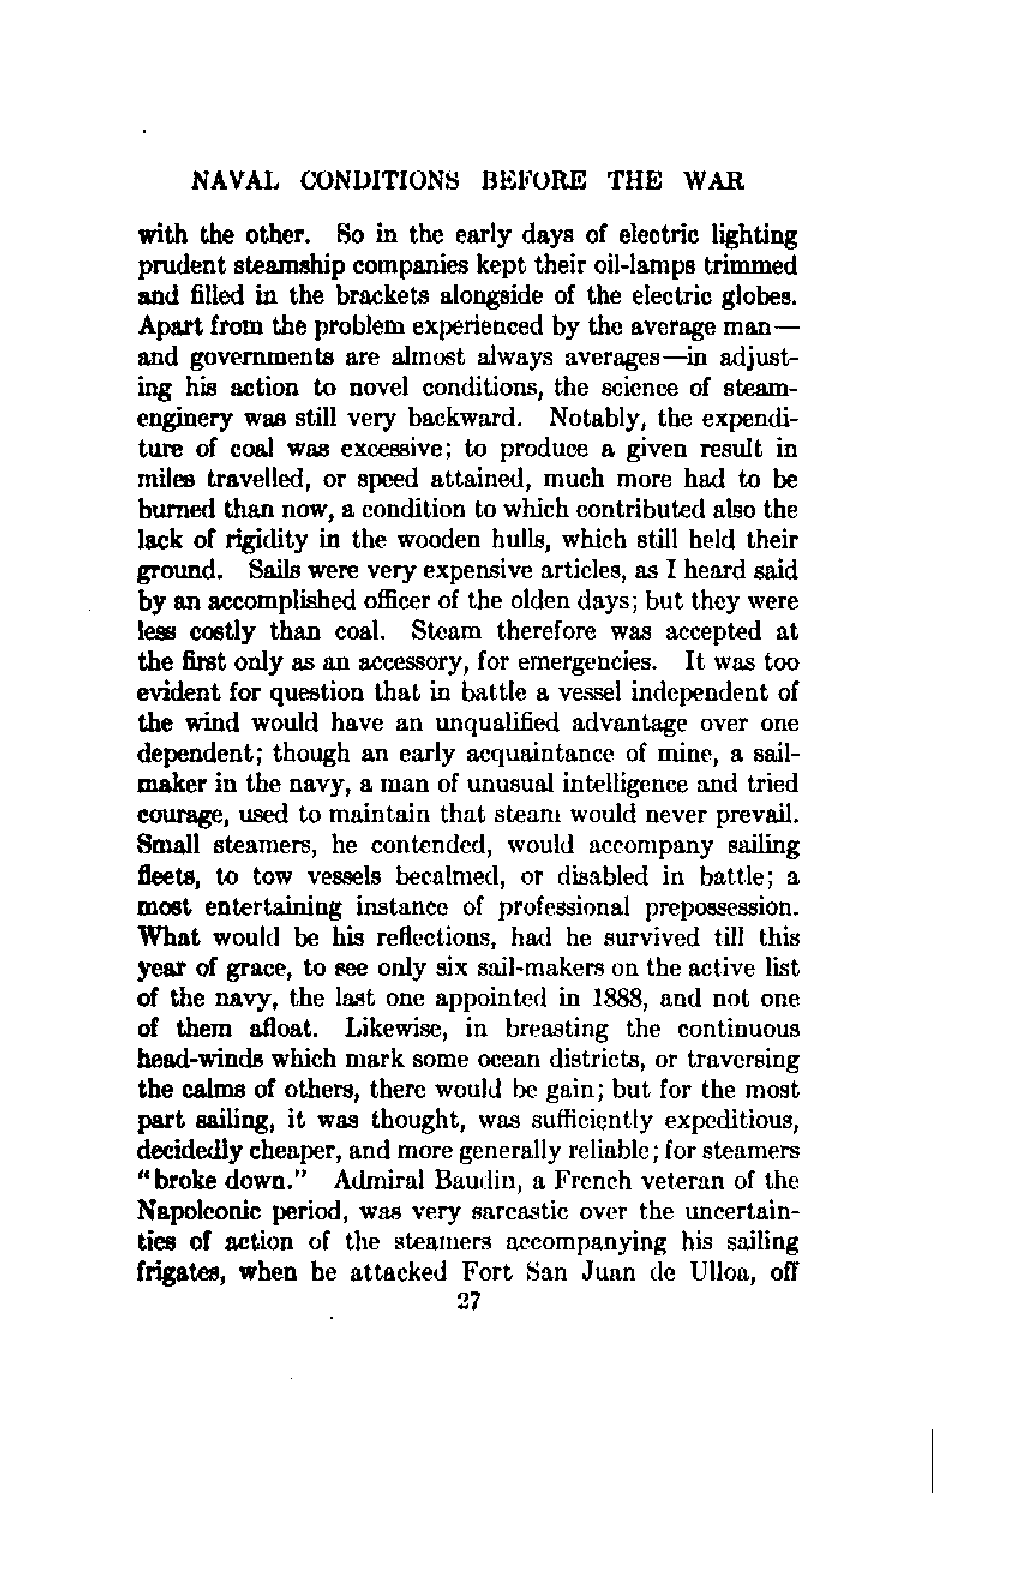 NAVAL CONDITIONS BEFORE THE WAR
with the other. So in the early days of electric lighting
prudent steamship companies kept their oil-lamps trimmed
and filled in the brackets alongside of the electric globes.
Apart from the problem experienced by the average man—
and governments are almost always averages—in adjust-
ing his action to novel conditions, the science of steam-
enginery was still very backward. Notably, the expendi-
ture of coal was excessive; to produce a given result in
miles travelled, or speed attained, much more had to be
burned than now, a condition to which contributed also the
lack of rigidity in the wooden hulls, which still held their
ground. Sails were very expensive articles, as I heard said
by an accomplished officer of the olden days; but they were
less costly than coal. Steam therefore was accepted at
the first only as an accessory, for emergencies. It was too
evident for question that in battle a vessel independent of
the wind would have an unqualified advantage over one
dependent; though an early acquaintance of mine, a sail-
maker in the navy, a man of unusual intelligence and tried
courage, used to maintain that steam would never prevail.
Small steamers, he contended, would accompany sailing
fleets, to tow vessels becalmed, or disabled in battle; a
most entertaining instance of professional prepossession.
What would be his reflections, had he survived till this
year of grace, to see only six sail-makers on the active list
of the navy, the last one appointed in 1888, and not one
of them afloat. Likewise, in breasting the continuous
head-winds which mark some ocean districts, or traversing
the calms of others, there would be gain; but for the most
part sailing, it was thought, was sufficiently expeditious,
decidedly cheaper, and more generally reliable; for steamers
"broke down." Admiral Baudin, a French veteran of the
Napoleonic period, was very sarcastic over the uncertain-
ties of action of the steamers accompanying his sailing
frigates, when he attacked Fort San Juan de Ulloa, off
27